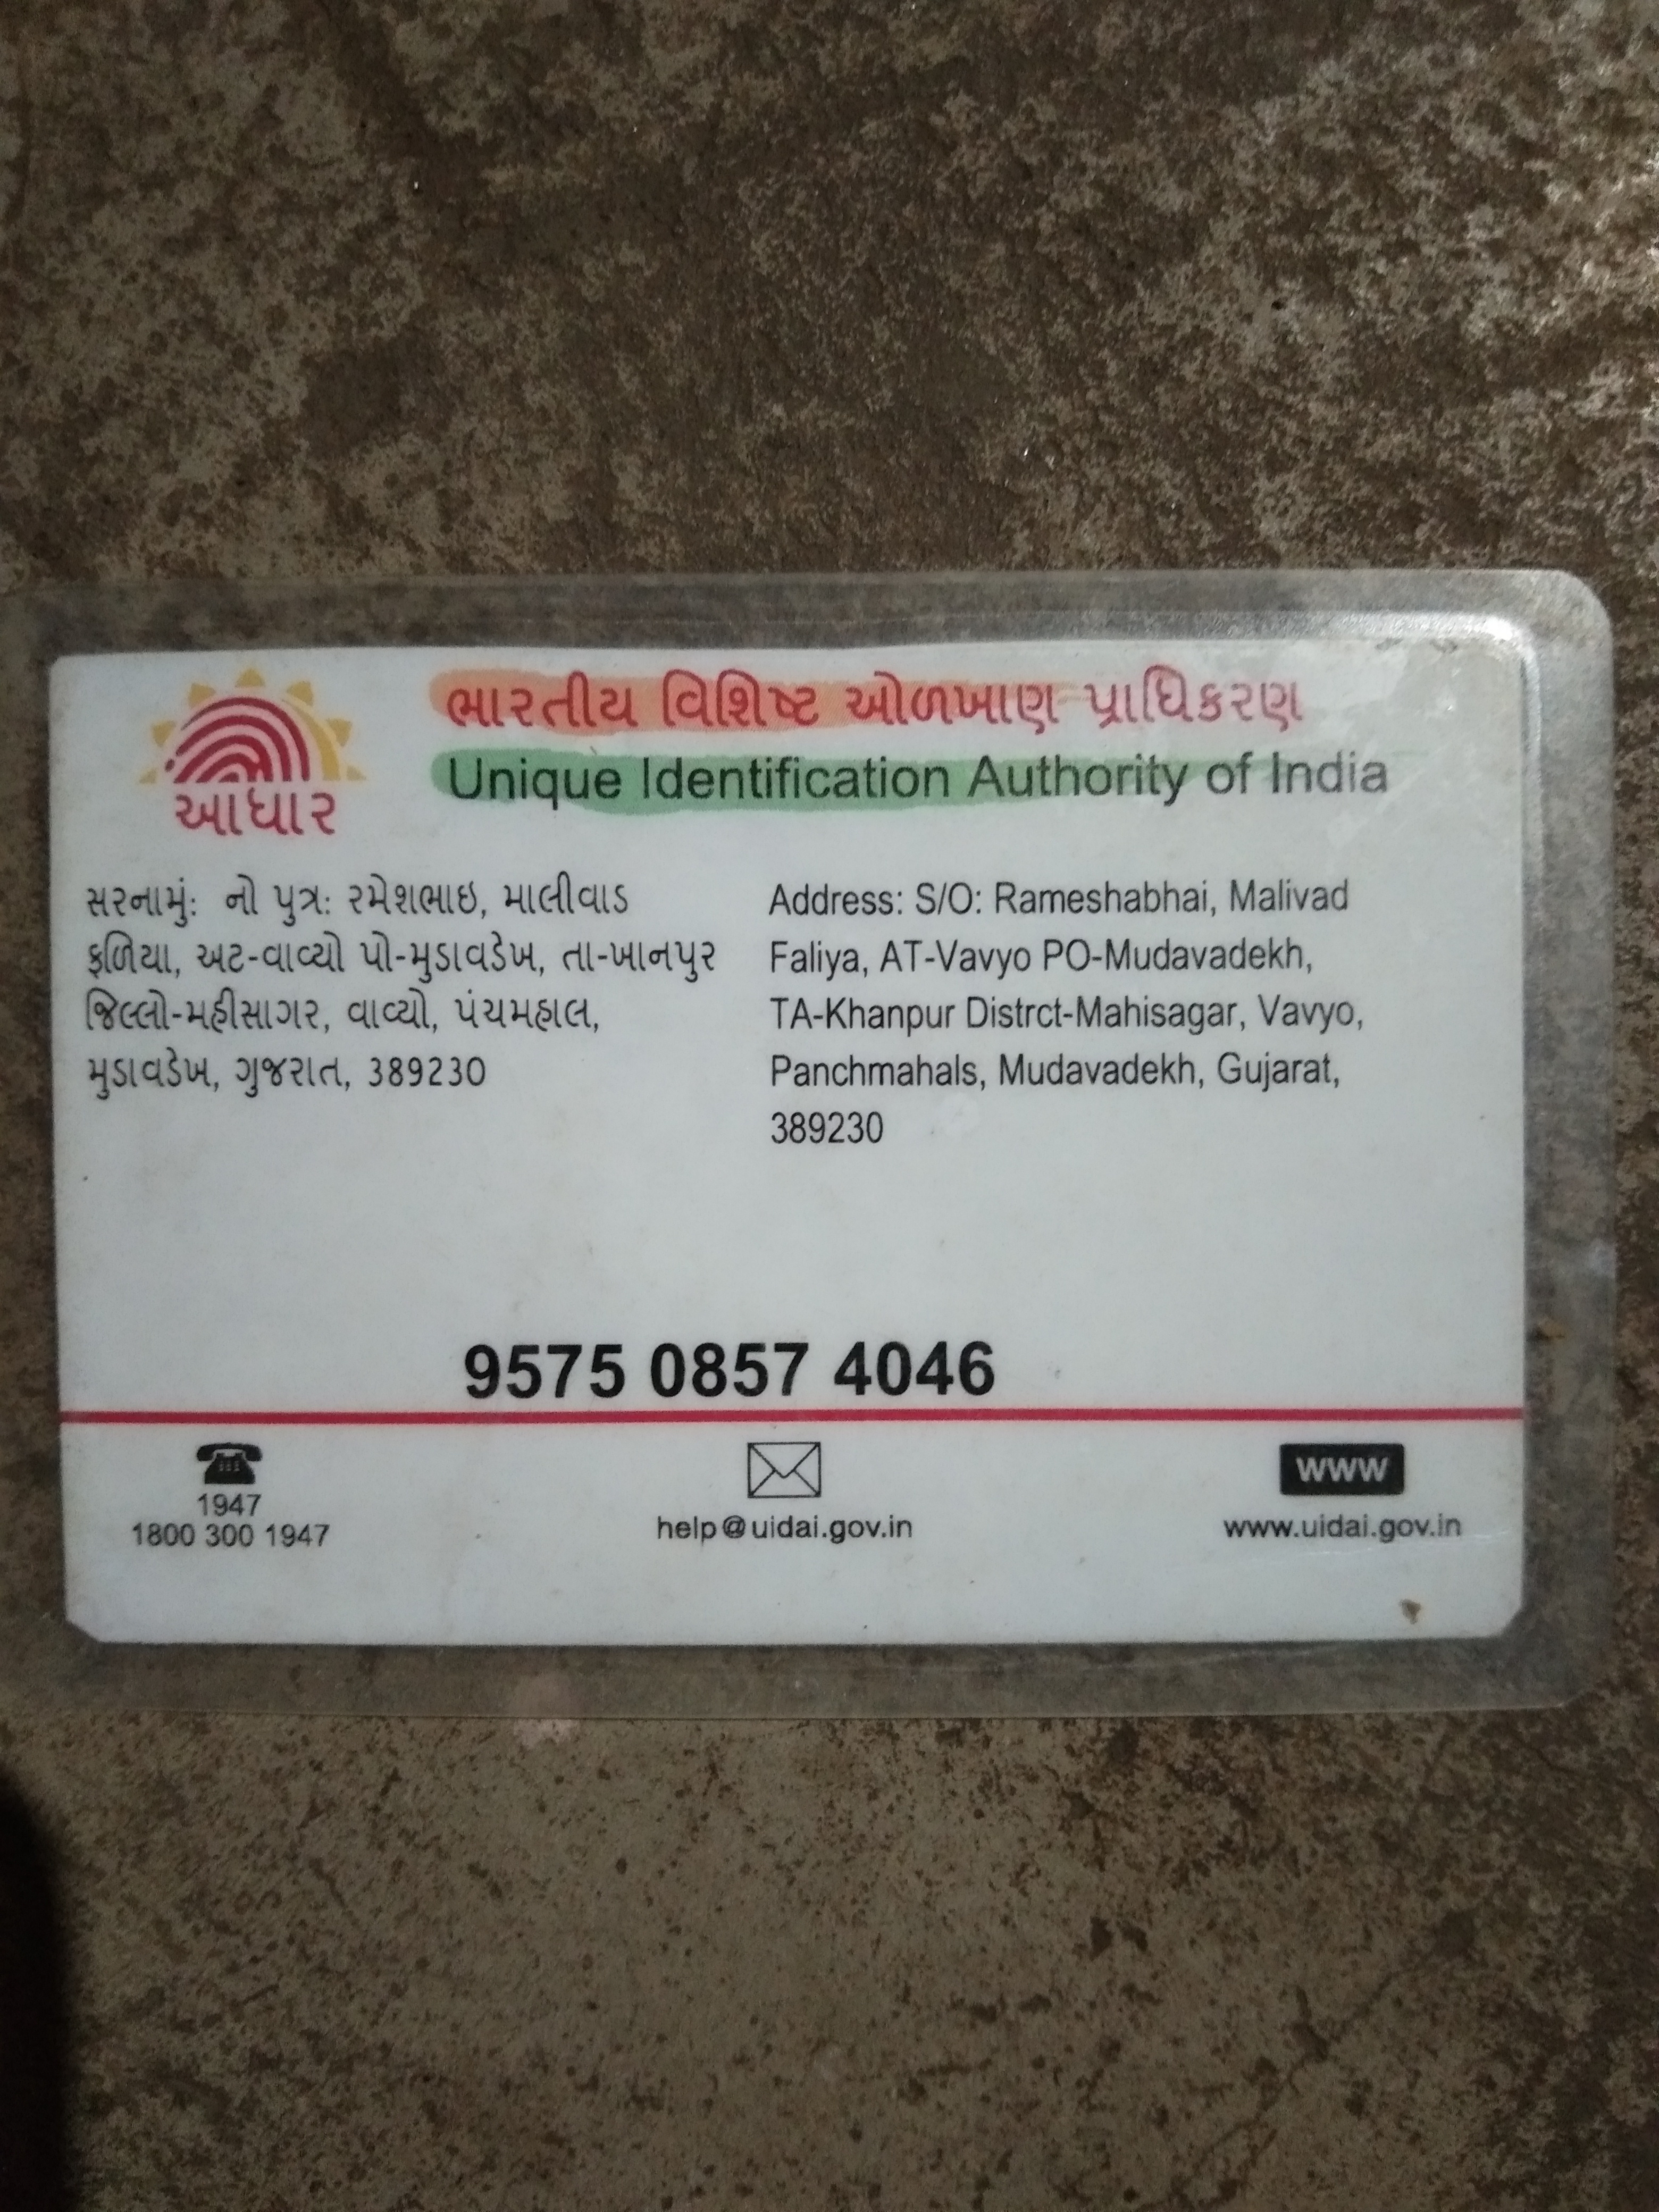 આધાર
ભારતીય વિશિષ્ટ ઓળખાણ પ્રાધિકરણ
Unique Identification Authority of India
સરનામું: નો પુત્ર: રમેશભાઇ, માલીવાડ
ફળિયા, અટ-વાવ્યો પો-મુડાવડેખ, તા-ખાનપુર
જિલ્લો-મહીસાગર, વાવ્યો, પંચમહાલ,
મુડાવડેખ, ગુજરાત, 389230
Address: S/O: Rameshabhai, Malivad
Faliya, AT-Vavyo PO-Mudavadekh,
TA-Khanpur Distrct-Mahisagar, Vavyo,
Panchmahals, Mudavadekh, Gujarat,
389230
9575 0857 4046
1947
1800 300 1947
help@uidai.gov.in
www
www.uidai.gov.in